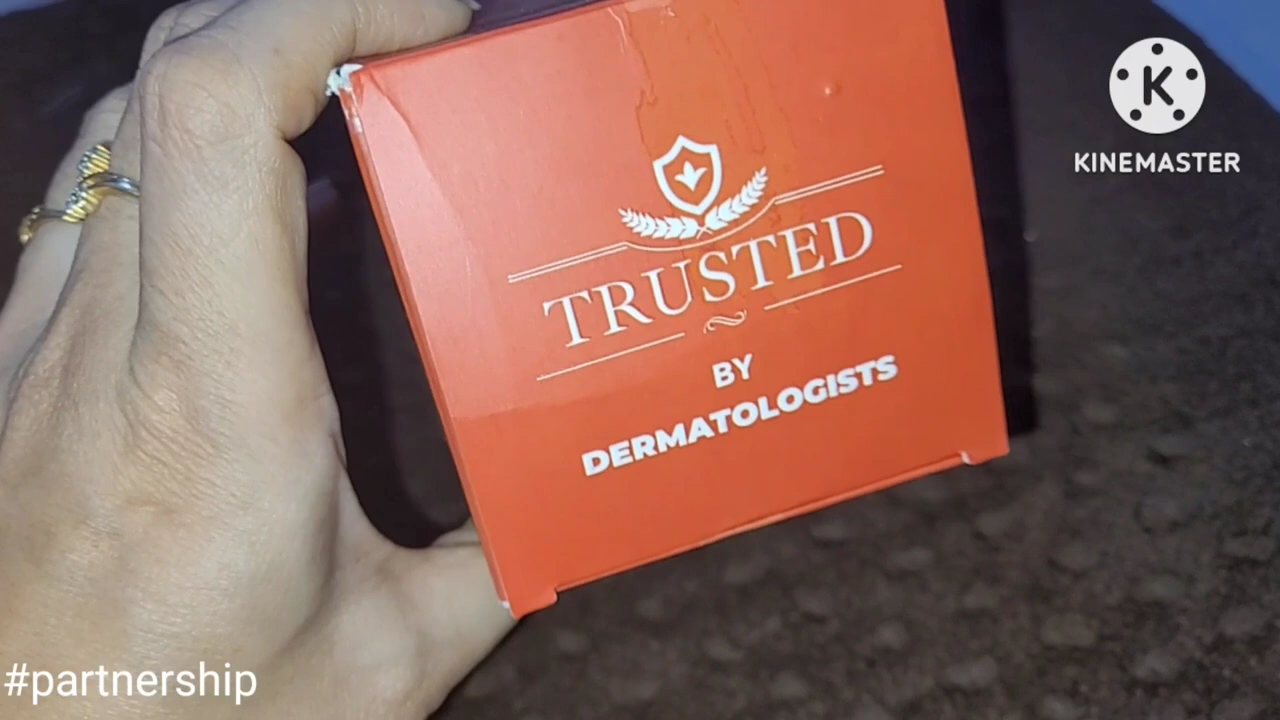 K
KINEMASTER
TRUSTED
BY
DERMATOLOGISTS
#partnership